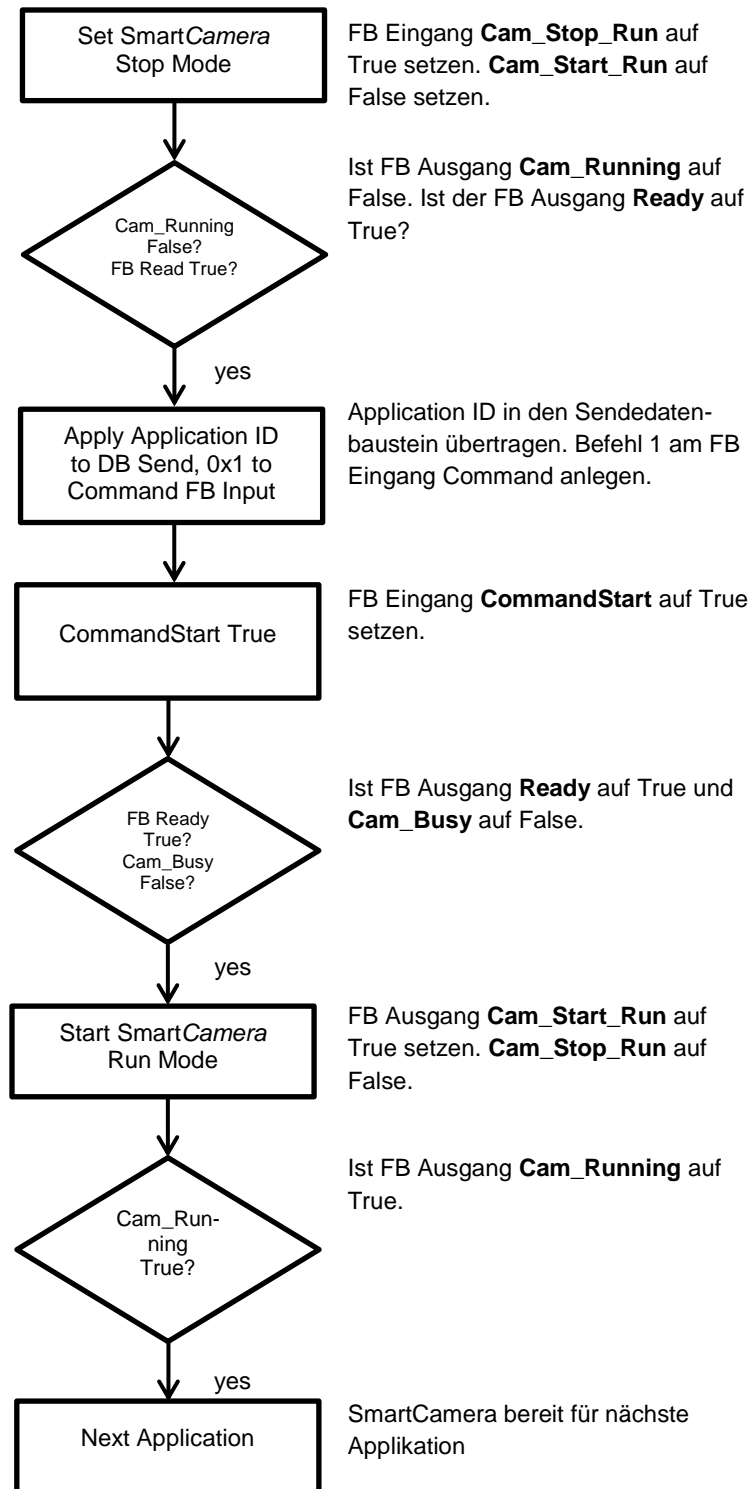 Set SmartCamera
Stop Mode
FB Eingang Cam_Stop_Run auf
True setzen. Cam_Start_Run auf
False setzen.
Cam_Running
False?
FB Read True?
Ist FB Ausgang Cam_Running auf
False. Ist der FB Ausgang Ready auf
True?
yes
Apply Application ID
to DB Send, 0x1 to
Command FB Input
Application ID in den Sendedaten-
baustein übertragen. Befehl 1 am FB
Eingang Command anlegen.
CommandStart True
FB Eingang CommandStart auf True
setzen.
FB Ready
True?
Cam_Busy
False?
Ist FB Ausgang Ready auf True und
Cam_Busy auf False.
yes
Start SmartCamera
Run Mode
FB Ausgang Cam_Start_Run auf
True setzen. Cam_Stop_Run auf
False.
Cam_Run-
ning
True?
Ist FB Ausgang Cam_Running auf
True.
yes
Next Application
SmartCamera bereit für nächste
Applikation